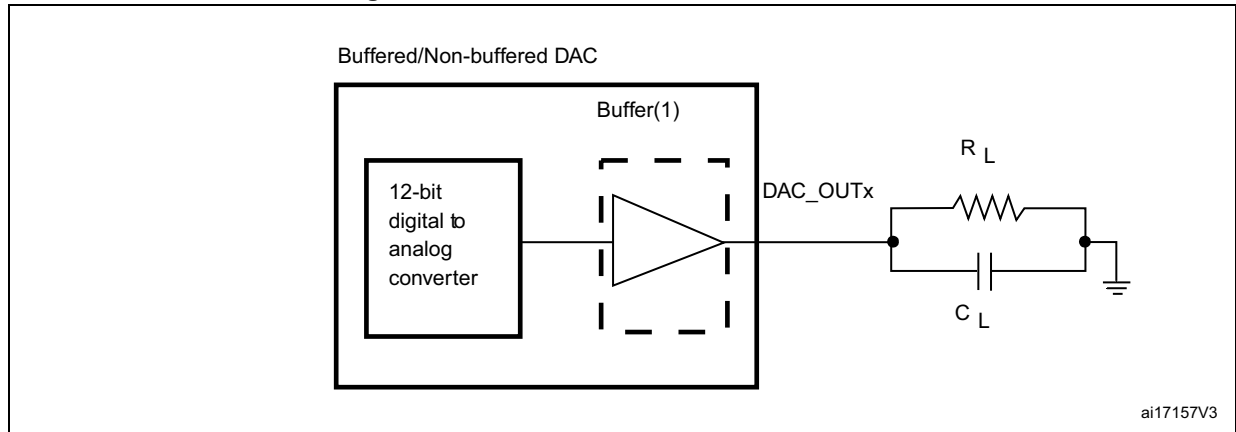 Buffered/Non-buffered DAC
Buffer(1)
12-bit
digital to
analog
converter
DAC_OUTx
R L
C L
ai17157V3